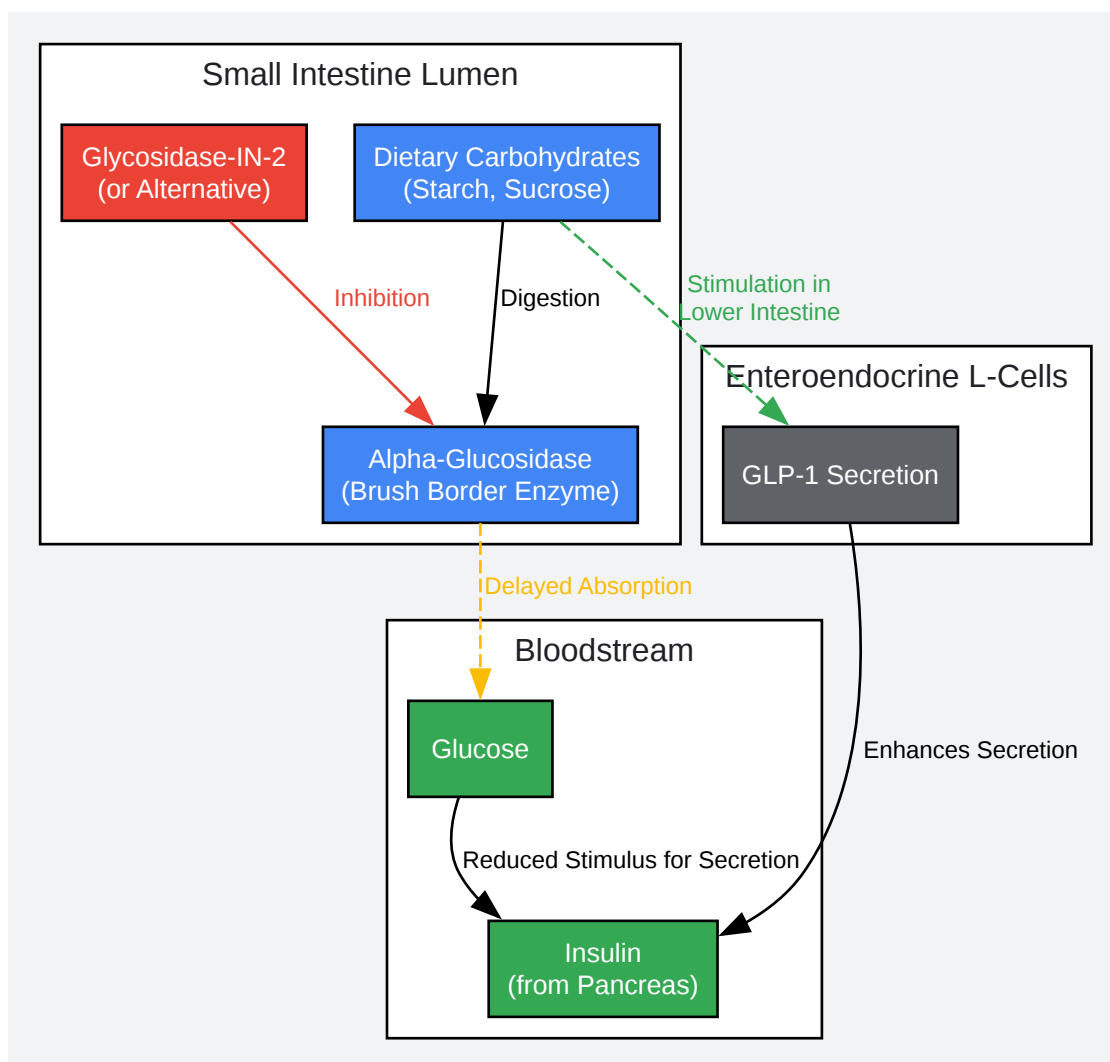 Small Intestine Lumen
Glycosidase-IN-2
(or Alternative)
Dietary Carbohydrates
(Starch, Sucrose)
Inhibition
Digestion
Stimulation in
Lower Intestine
Enteroendocrine L-Cells
Alpha-Glucosidase
(Brush Border Enzyme)
GLP-1 Secretion
Delayed Absorption
Bloodstream
Glucose
Enhances Secretion
Reduced Stimulus for Secretion
Insulin
(from Pancreas)